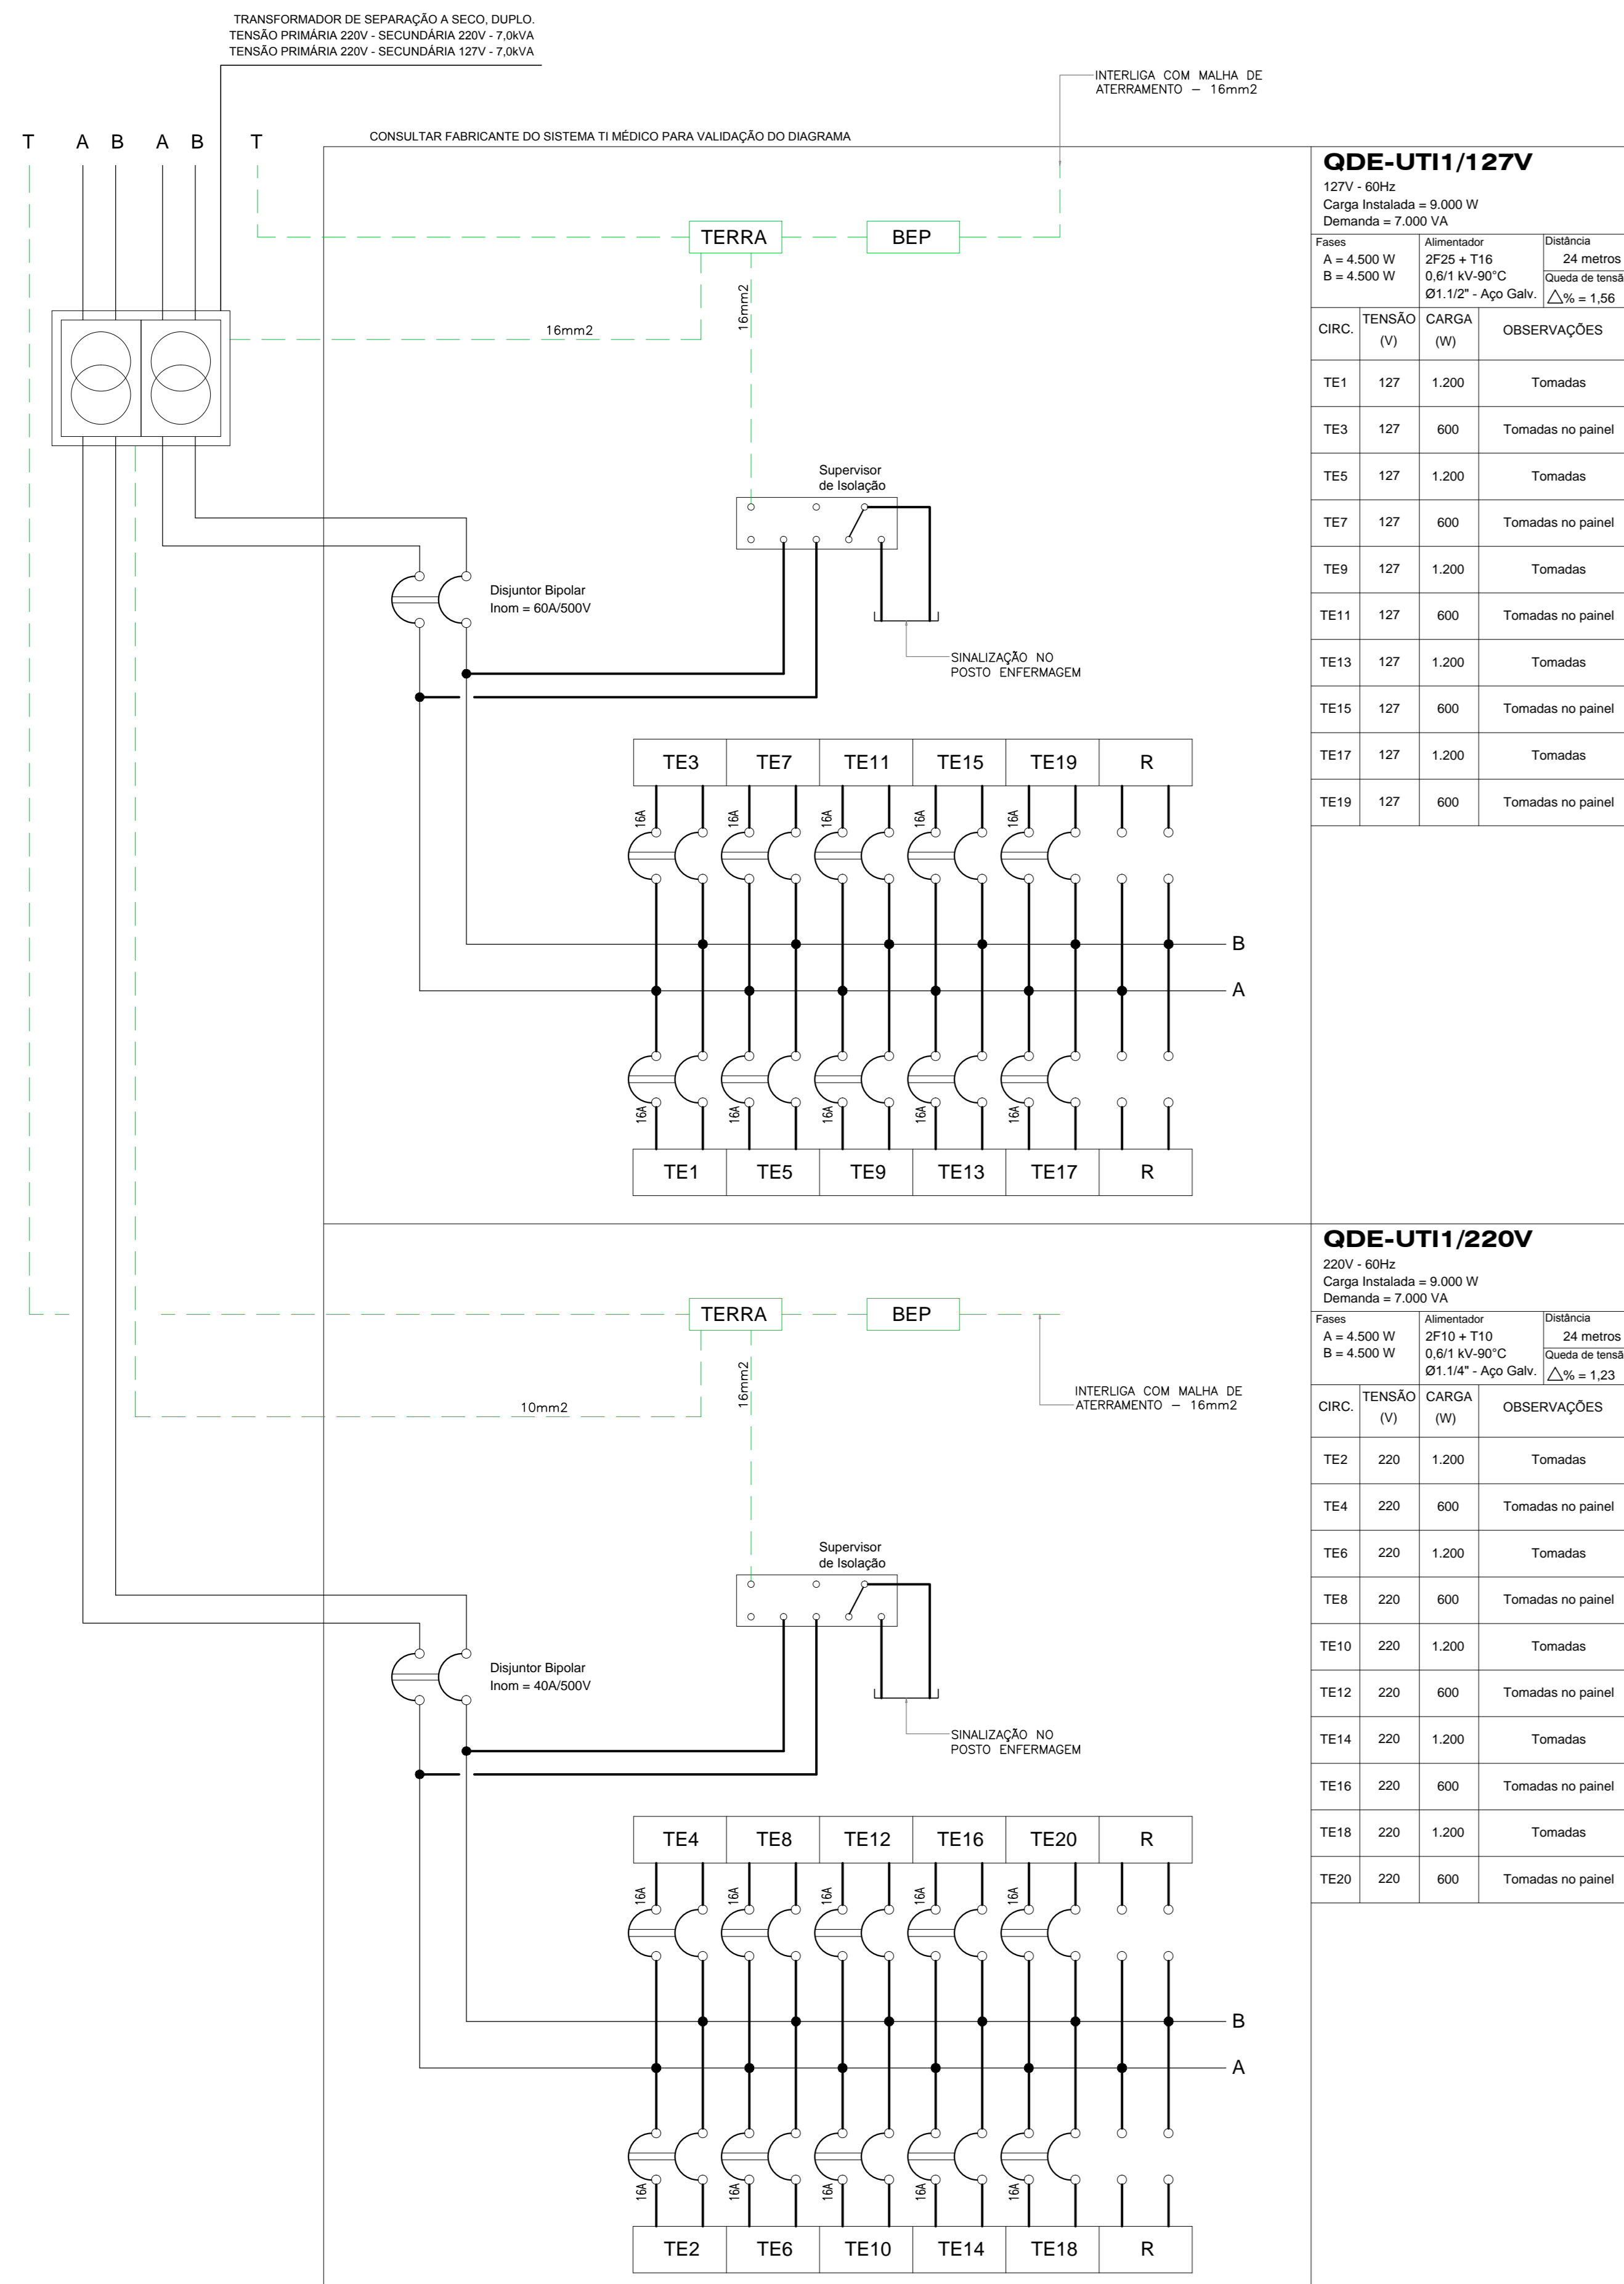 TRANSFORMADOR DE SEPARAÇÃO A SECO, DUPLO.
TENSÃO PRIMÁRIA 220V - SECUNDÁRIA 220V - 7,0kVA
TENSÃO PRIMÁRIA 220V - SECUNDÁRIA 127V - 7,0kVA
INTERLIGA COM MALHA DE
ATERRAMENTO - 16mm2
T A B A B T
CONSULTAR FABRICANTE DO SISTEMA TI MÉDICO PARA VALIDAÇÃO DO DIAGRAMA
TERRA BEP
16mm2
16mm2
Supervisor
de Isolação
Disjuntor Bipolar
Inom = 60A/500V
SINALIZAÇÃO NO
POSTO ENFERMAGEM
TE3 TE7 TE11 TE15 TE19 R
16A 16A 16A 16A 16A
B
A
16A 16A 16A 16A 16A
TE1 TE5 TE9 TE13 TE17 R
QDE-UTI1/127V
127V - 60Hz
Carga Instalada = 9.000 W
Demanda = 7.000 VA
Fases Alimentador Distância
A = 4.500 W 2F25 + T16 24 metros
B = 4.500 W 0,6/1 kV-90°C Queda de tensã
Ø1.1/2" - Aço Galv. △% = 1,56
CIRC. TENSÃO (V) CARGA (W) OBSERVAÇÕES
TE1 127 1.200 Tomadas
TE3 127 600 Tomadas no painel
TE5 127 1.200 Tomadas
TE7 127 600 Tomadas no painel
TE9 127 1.200 Tomadas
TE11 127 600 Tomadas no painel
TE13 127 1.200 Tomadas
TE15 127 600 Tomadas no painel
TE17 127 1.200 Tomadas
TE19 127 600 Tomadas no painel
TERRA BEP
10mm2
16mm2
INTERLIGA COM MALHA DE
ATERRAMENTO - 16mm2
Supervisor
de Isolação
Disjuntor Bipolar
Inom = 40A/500V
SINALIZAÇÃO NO
POSTO ENFERMAGEM
TE4 TE8 TE12 TE16 TE20 R
16A 16A 16A 16A 16A
B
A
16A 16A 16A 16A 16A
TE2 TE6 TE10 TE14 TE18 R
QDE-UTI1/220V
220V - 60Hz
Carga Instalada = 9.000 W
Demanda = 7.000 VA
Fases Alimentador Distância
A = 4.500 W 2F10 + T10 24 metros
B = 4.500 W 0,6/1 kV-90°C Queda de tensã
Ø1.1/4" - Aço Galv. △% = 1,23
CIRC. TENSÃO (V) CARGA (W) OBSERVAÇÕES
TE2 220 1.200 Tomadas
TE4 220 600 Tomadas no painel
TE6 220 1.200 Tomadas
TE8 220 600 Tomadas no painel
TE10 220 1.200 Tomadas
TE12 220 600 Tomadas no painel
TE14 220 1.200 Tomadas
TE16 220 600 Tomadas no painel
TE18 220 1.200 Tomadas
TE20 220 600 Tomadas no painel